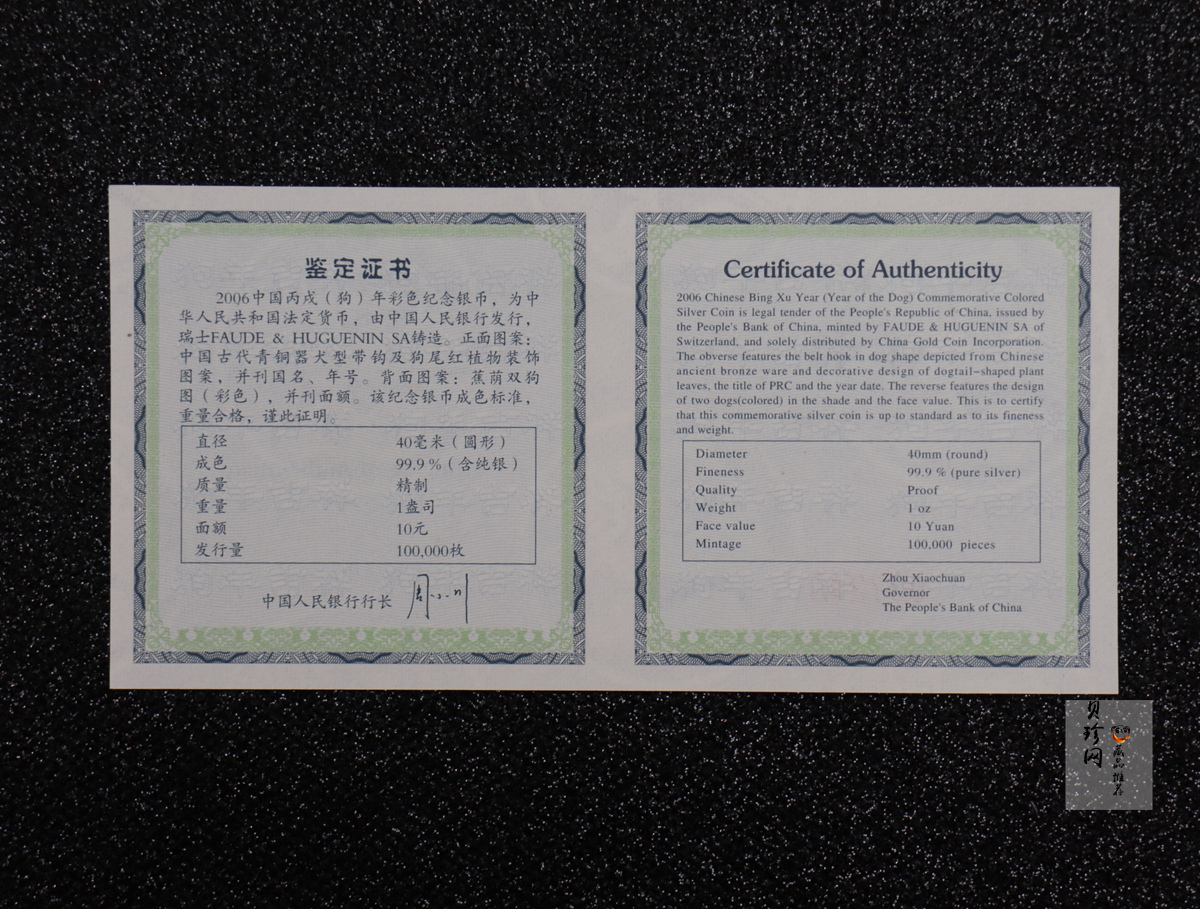 鉴定证书
2006中国丙戌（狗）年彩色纪念银币，为中
华人民共和国法定货币，由中国人民银行发行，
瑞士FAUDE & HUGUENIN SA铸造。正面图案：
中国古代青铜器犬型带钩及狗尾红植物装饰
图案，并刊国名、年号。背面图案：蕉荫双狗
图（彩色），并刊面额。该纪念银币成色标准，
重量合格，谨此证明。
直径 40毫米（圆形）
成色 99.9％（含纯银）
质量 精制
重量 1盎司
面额 10元
发行量 100,000枚
中国人民银行行长 周小川
Certificate of Authenticity
2006 Chinese Bing Xu Year (Year of the Dog) Commemorative Colored
Silver Coin is legal tender of the People's Republic of China, issued by
the People's Bank of China, minted by FAUDE & HUGUENIN SA of
Switzerland, and solely distributed by China Gold Coin Incorporation.
The obverse features the belt hook in dog shape depicted from Chinese
ancient bronze ware and decorative design of dogtail-shaped plant
leaves, the title of PRC and the year date. The reverse features the design
of two dogs(colored) in the shade and the face value. This is to certify
that this commemorative silver coin is up to standard as to its fineness
and weight.
Diameter 40mm (round)
Fineness 99.9 % (pure silver)
Quality Proof
Weight 1 oz
Face value 10 Yuan
Mintage 100,000 pieces
Zhou Xiaochuan
Governor
The People's Bank of China
贝珍网
藏品推荐